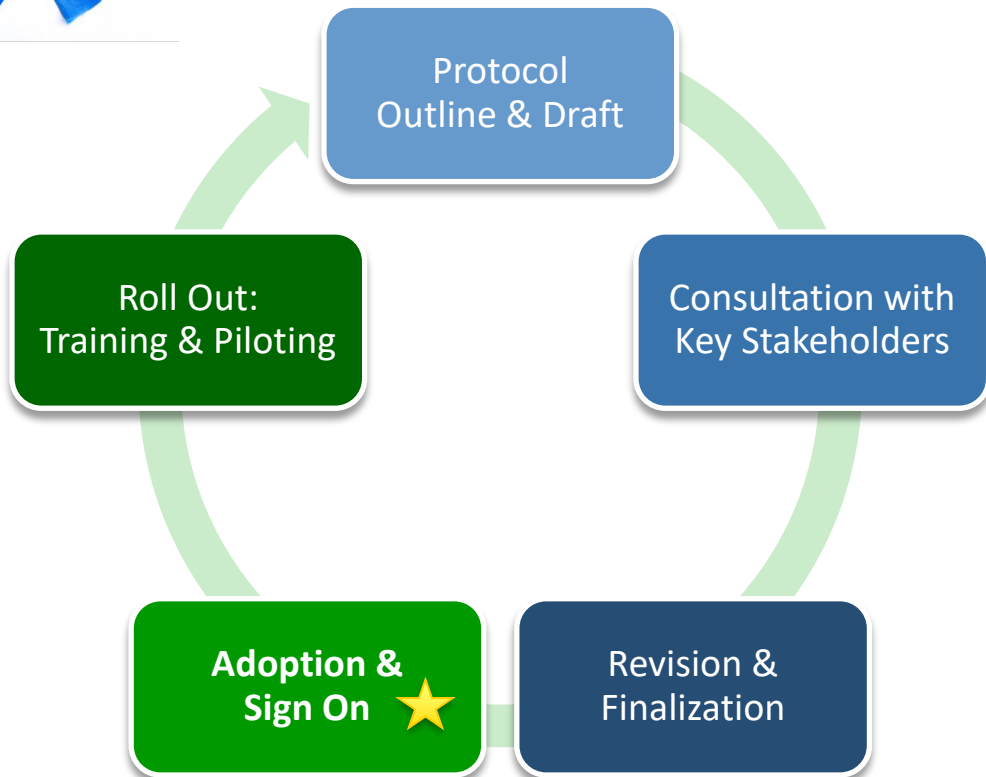 Protocol
Outline & Draft
Consultation with
Key Stakeholders
Revision &
Finalization
Adoption &
Sign On
Roll Out:
Training & Piloting